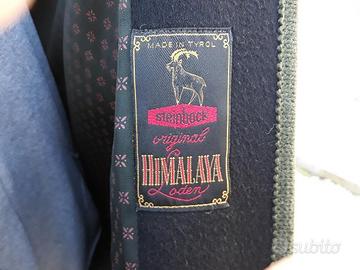 MADE IN TYROL
steinbock
original
HIMALAYA
Loden
subito